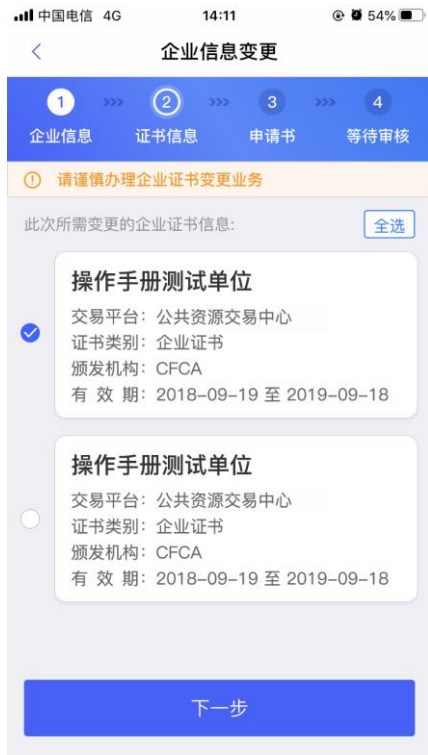 中国电信 4G 14:11 54%
企业信息变更
1 >>> 2 >>> 3 >>> 4
企业信息 证书信息 申请书 等待审核
请谨慎办理企业证书变更业务
此次所需变更的企业证书信息: 全选
操作手册测试单位
交易平台: 公共资源交易中心
证书类别: 企业证书
颁发机构: CFCA
有 效 期: 2018-09-19 至 2019-09-18
操作手册测试单位
交易平台: 公共资源交易中心
证书类别: 企业证书
颁发机构: CFCA
有 效 期: 2018-09-19 至 2019-09-18
下一步